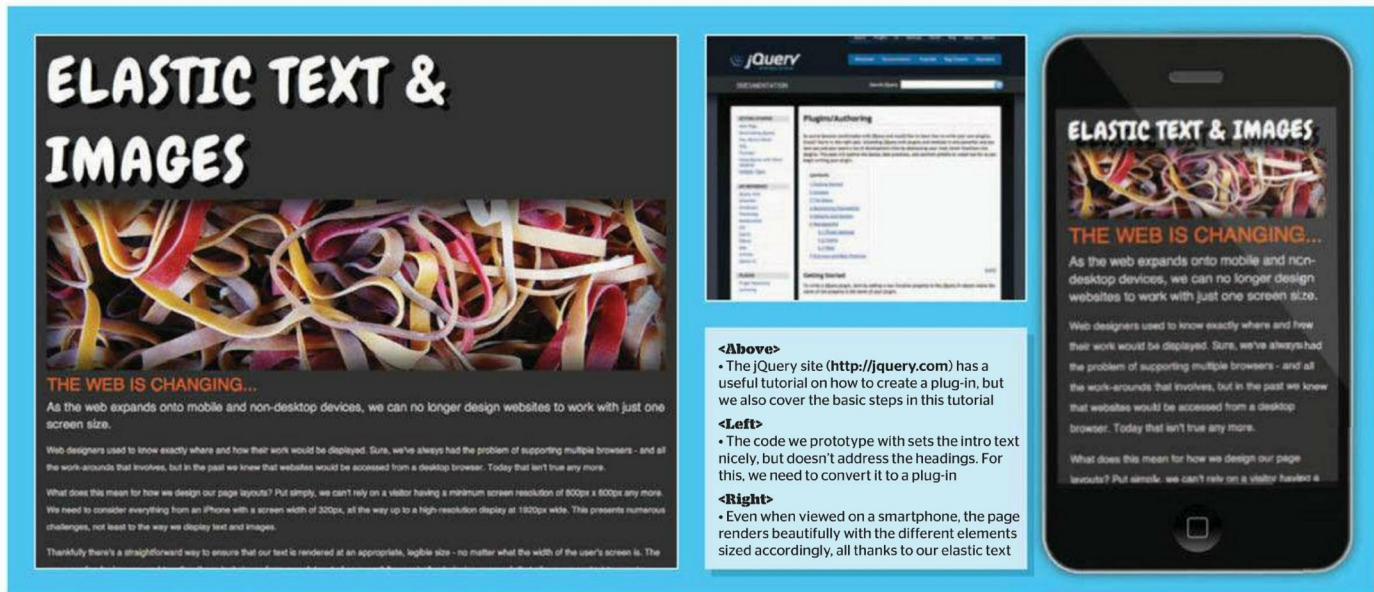 ELASTIC TEXT &
IMAGES
THE WEB IS CHANGING...
As the web expands onto mobile and non-desktop devices, we can no longer design websites to work with just one
screen size.
Web designers used to know exactly where and how their work would be displayed. Sure, we've always had the problem of supporting multiple browsers - and all
the work-arounds that involves, but in the past we knew that websites would be accessed from a desktop browser. Today that isn't true any more.
What does this mean for how we design our page layouts? Put simply, we can't rely on a visitor having a minimum screen resolution of 800px x 600px any more.
We need to consider everything from an iPhone with a screen width of 320px, all the way up to a high-resolution display at 1920px wide. This presents numerous
challenges, not least to the way we display text and images.
Thankfully there's a straightforward way to ensure that our text is rendered at an appropriate, legible size - no matter what the width of the user's screen is. The
jQuery
DOCUMENTATION
Plugins/Authoring
Getting Started
<Above>
• The jQuery site (http://jquery.com) has a
useful tutorial on how to create a plug-in, but
we also cover the basic steps in this tutorial
<Left>
• The code we prototype with sets the intro text
nicely, but doesn't address the headings. For
this, we need to convert it to a plug-in
<Right>
• Even when viewed on a smartphone, the page
renders beautifully with the different elements
sized accordingly, all thanks to our elastic text
ELASTIC TEXT & IMAGES
THE WEB IS CHANGING...
As the web expands onto mobile and non-
desktop devices, we can no longer design
websites to work with just one screen size.
Web designers used to know exactly where and how
their work would be displayed. Sure, we've always had
the problem of supporting multiple browsers - and all
the work-arounds that involves, but in the past we knew
that websites would be accessed from a desktop
browser. Today that isn't true any more.
What does this mean for how we design our page
layouts? Put simply, we can't rely on a visitor having a